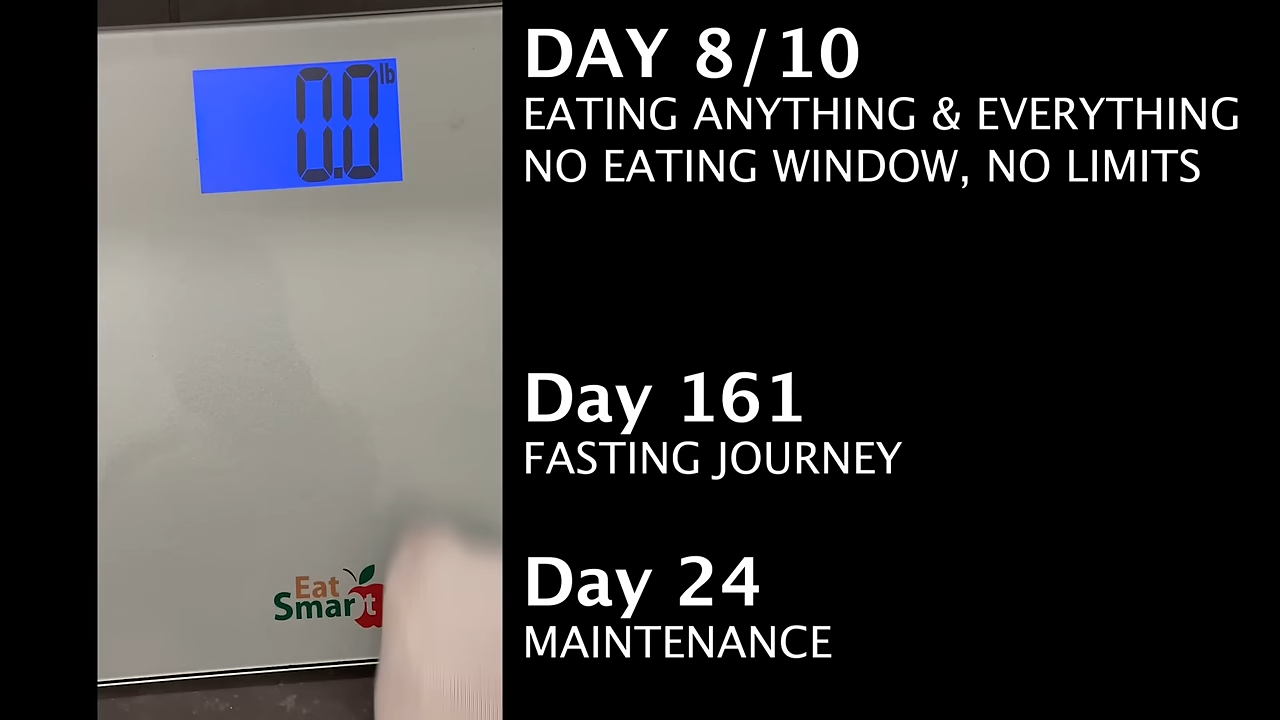 0.0 lb
Eat
Smart
DAY 8/10
EATING ANYTHING & EVERYTHING
NO EATING WINDOW, NO LIMITS
Day 161
FASTING JOURNEY
Day 24
MAINTENANCE